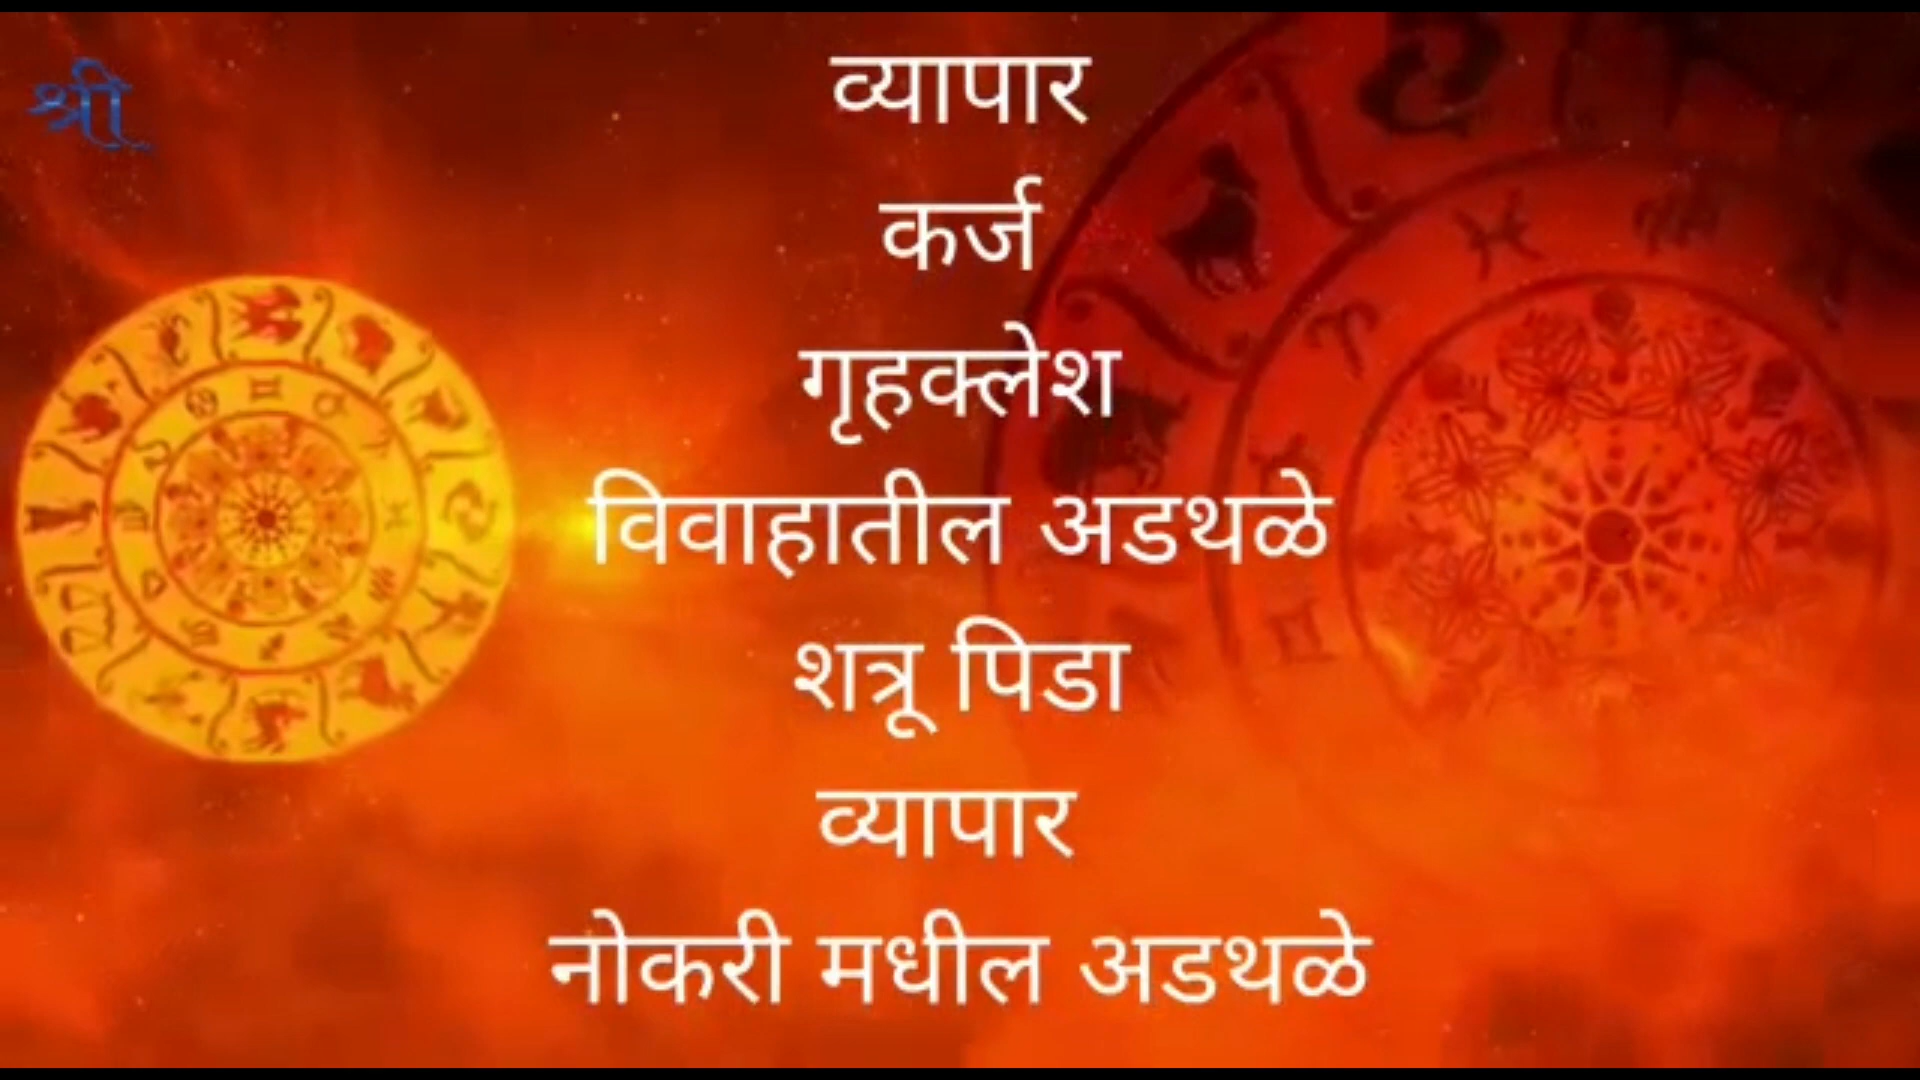 श्री
व्यापार
कर्ज
गृहक्लेश
विवाहातील अडथळे
शत्रू पिडा
व्यापार
नोकरी मधील अडथळे